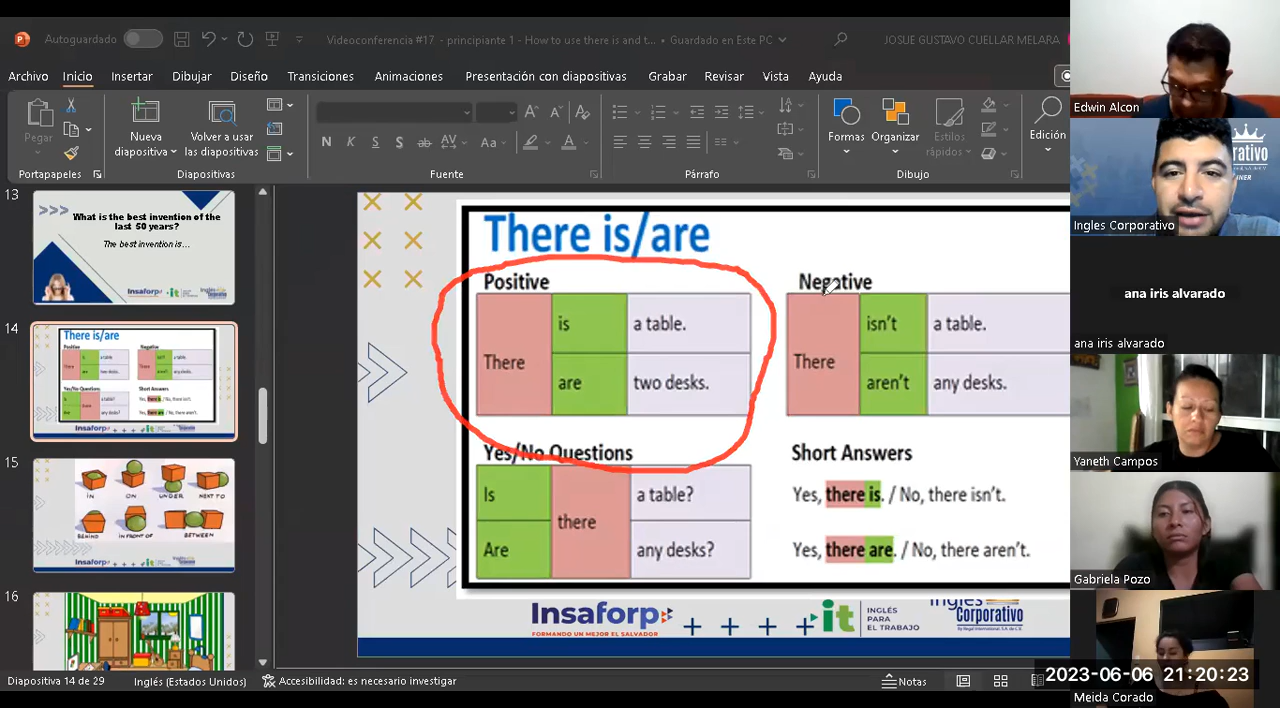 Autoguardado
Videoconferencia #17 - principiante 1 - How to use there is and t... • Guardado en Este PC
JOSUE GUSTAVO CUELLAR MELARA
Archivo Inicio Insertar Dibujar Diseño Transiciones Animaciones Presentación con diapositivas Grabar Revisar Vista Ayuda
Pegar
Nueva diapositiva
Volver a usar las diapositivas
Formas
Organizar
Estilos rápidos
Edición
Portapapeles Diapositivas Fuente Párrafo Dibujo
13
What is the best invention of the
last 50 years?
The best invention is...
14
15
IN ON UNDER NEXT TO
BEHIND IN FRONT OF BETWEEN
16
There is/are
Positive
There
is a table.
are two desks.
Negative
There
isn't a table.
aren't any desks.
Yes/No Questions
Is
there
a table?
Are
any desks?
Short Answers
Yes, there is. / No, there isn't.
Yes, there are. / No, there aren't.
Insaforp
FORMANDO UN MEJOR EL SALVADOR
it
INGLÉS
PARA
EL TRABAJO
Inglés
Corporativo
Diapositiva 14 de 29
Inglés (Estados Unidos)
Accesibilidad: es necesario investigar
Notas
Edwin Alcon
Ingles Corporativo
ana iris alvarado
ana iris alvarado
Yaneth Campos
Gabriela Pozo
2023-06-06 21:20:23
Meida Corado